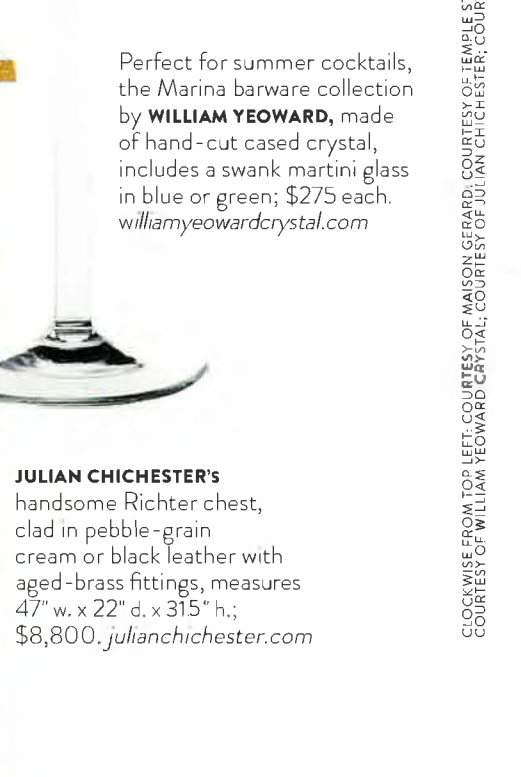 Perfect for summer cocktails,
the Marina barware collection
by WILLIAM YEOWARD, made
of hand-cut cased crystal,
includes a swank martini glass
in blue or green; $275 each.
williamyeowardcrystal.com
JULIAN CHICHESTER's
handsome Richter chest,
clad in pebble-grain
cream or black leather with
aged-brass fittings, measures
47" w. x 22" d. x 31.5" h.;
$8,800. julianchichester.com
CLOCKWISE FROM TOP LEFT: COURTESY OF MAISON GERARD; COURTESY OF TEMPLE
COURTESY OF WILLIAM YEOWARD CRYSTAL; COURTESY OF JULIAN CHICHESTER;